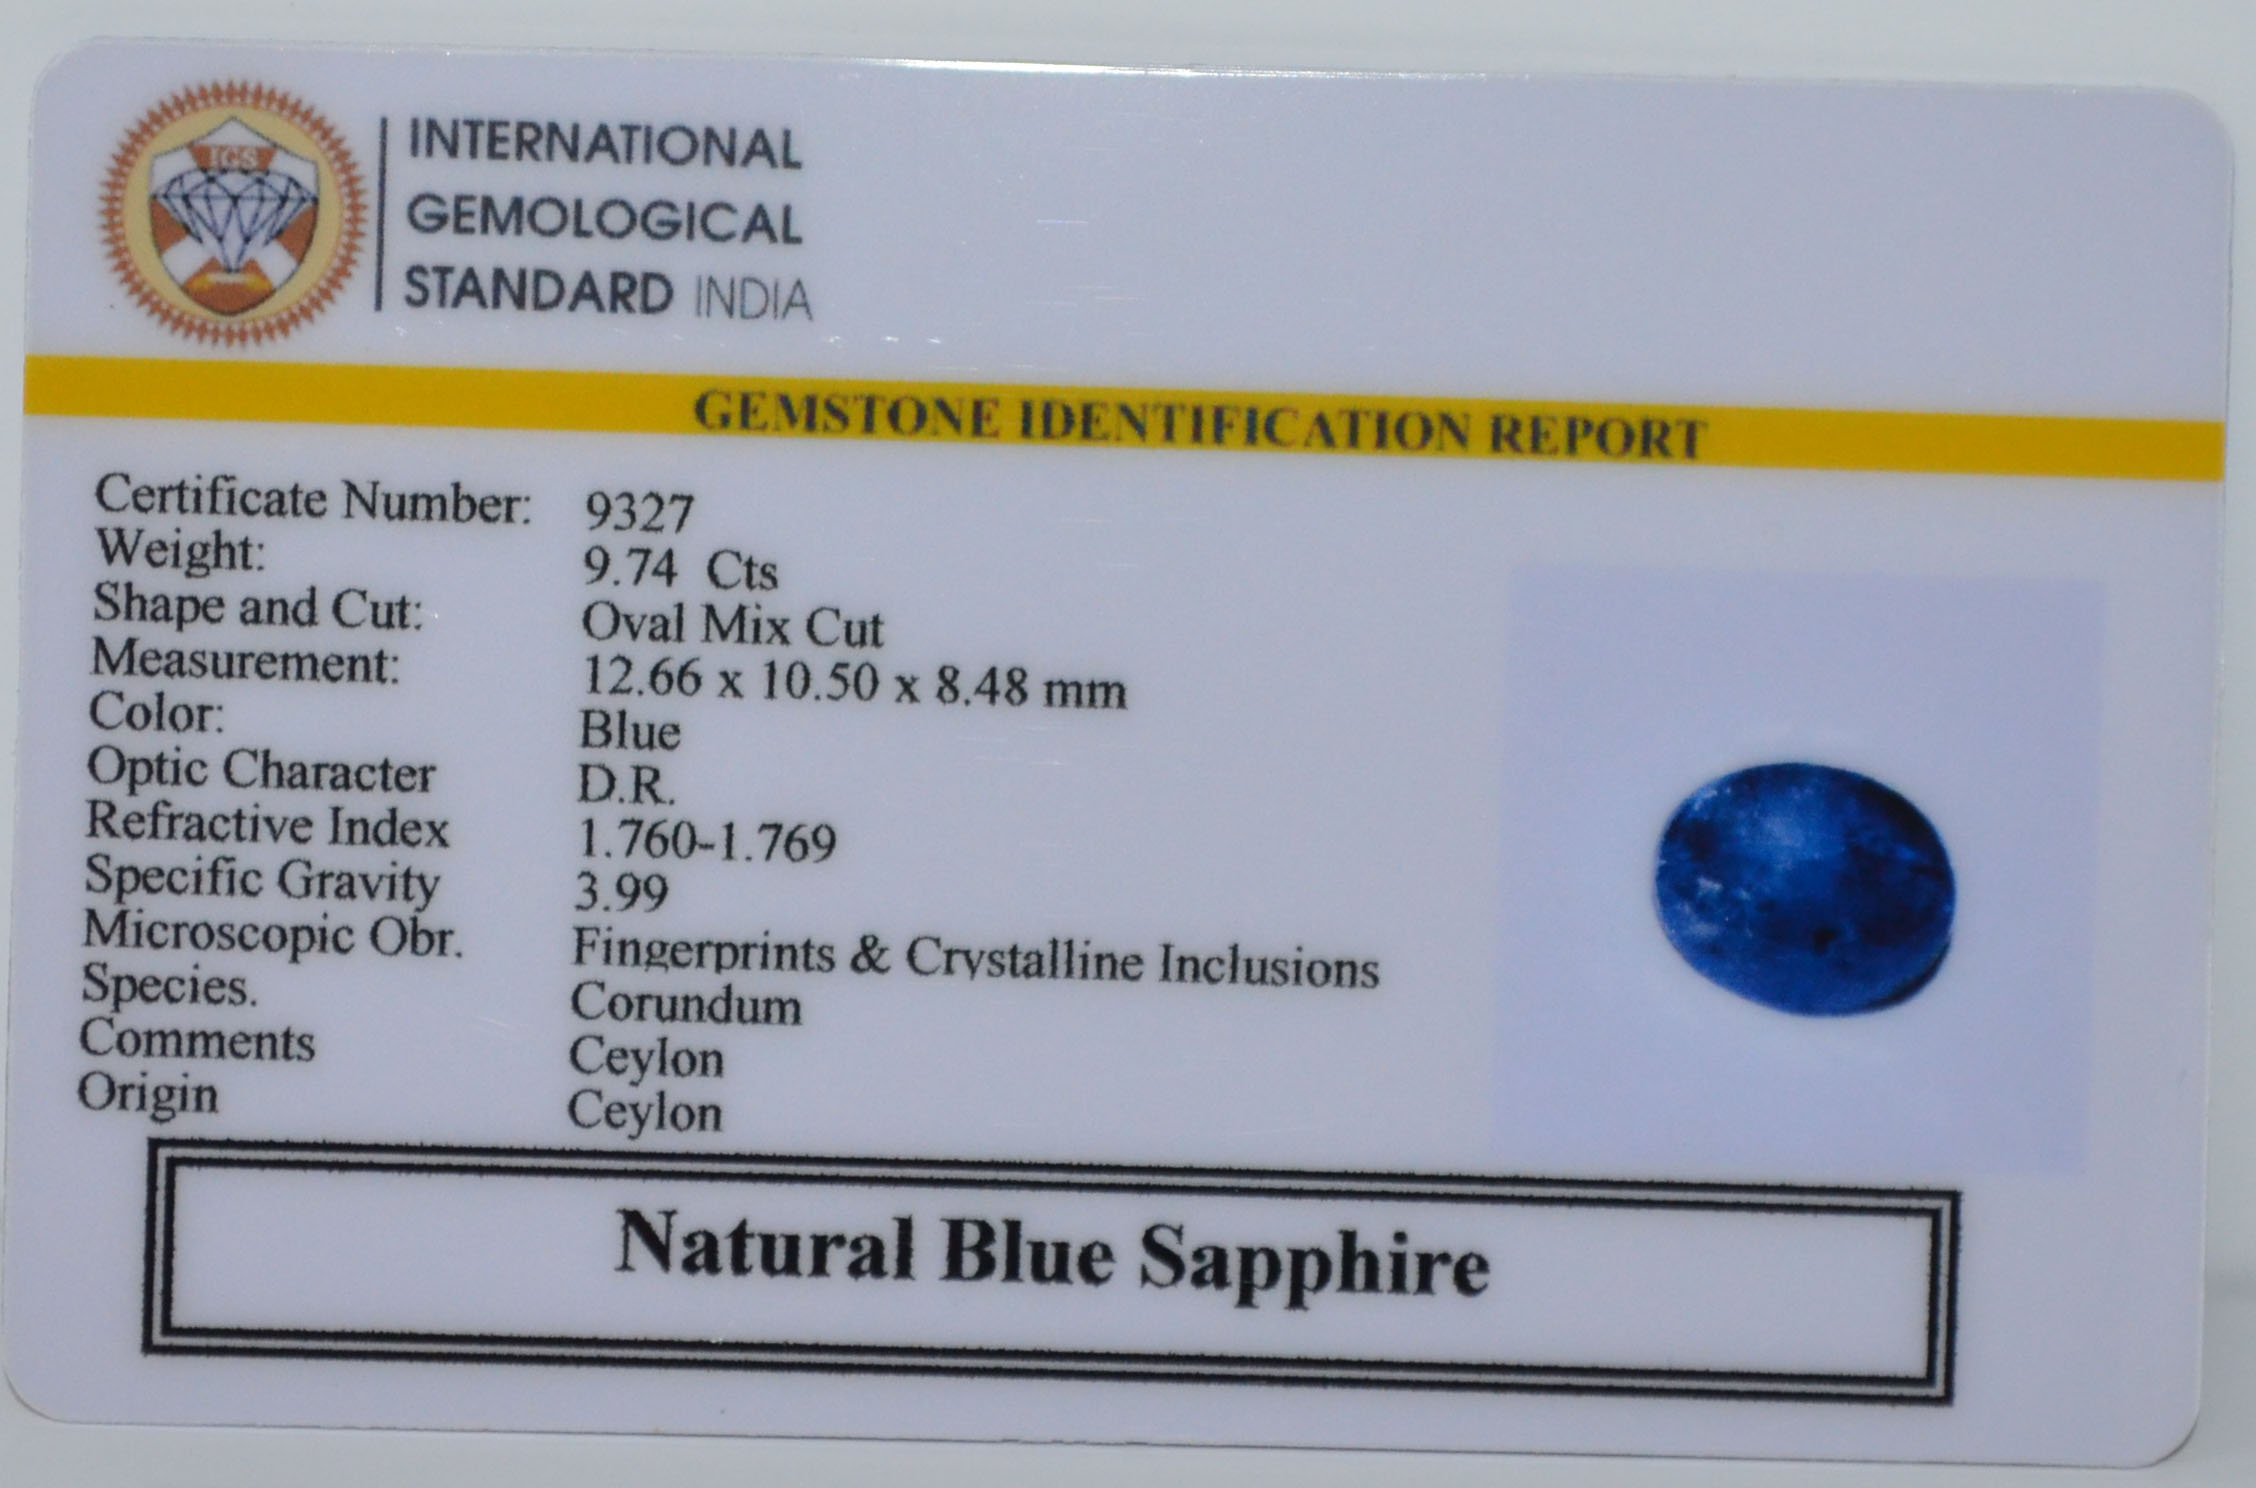 IGS
INTERNATIONAL
GEMOLOGICAL
STANDARD INDIA
GEMSTONE IDENTIFICATION REPORT
Certificate Number: 9327
Weight: 9.74 Cts
Shape and Cut: Oval Mix Cut
Measurement: 12.66 x 10.50 x 8.48 mm
Color: Blue
Optic Character D.R.
Refractive Index 1.760-1.769
Specific Gravity 3.99
Microscopic Obr. Fingerprints & Crystalline Inclusions
Species. Corundum
Comments Ceylon
Origin Ceylon
Natural Blue Sapphire